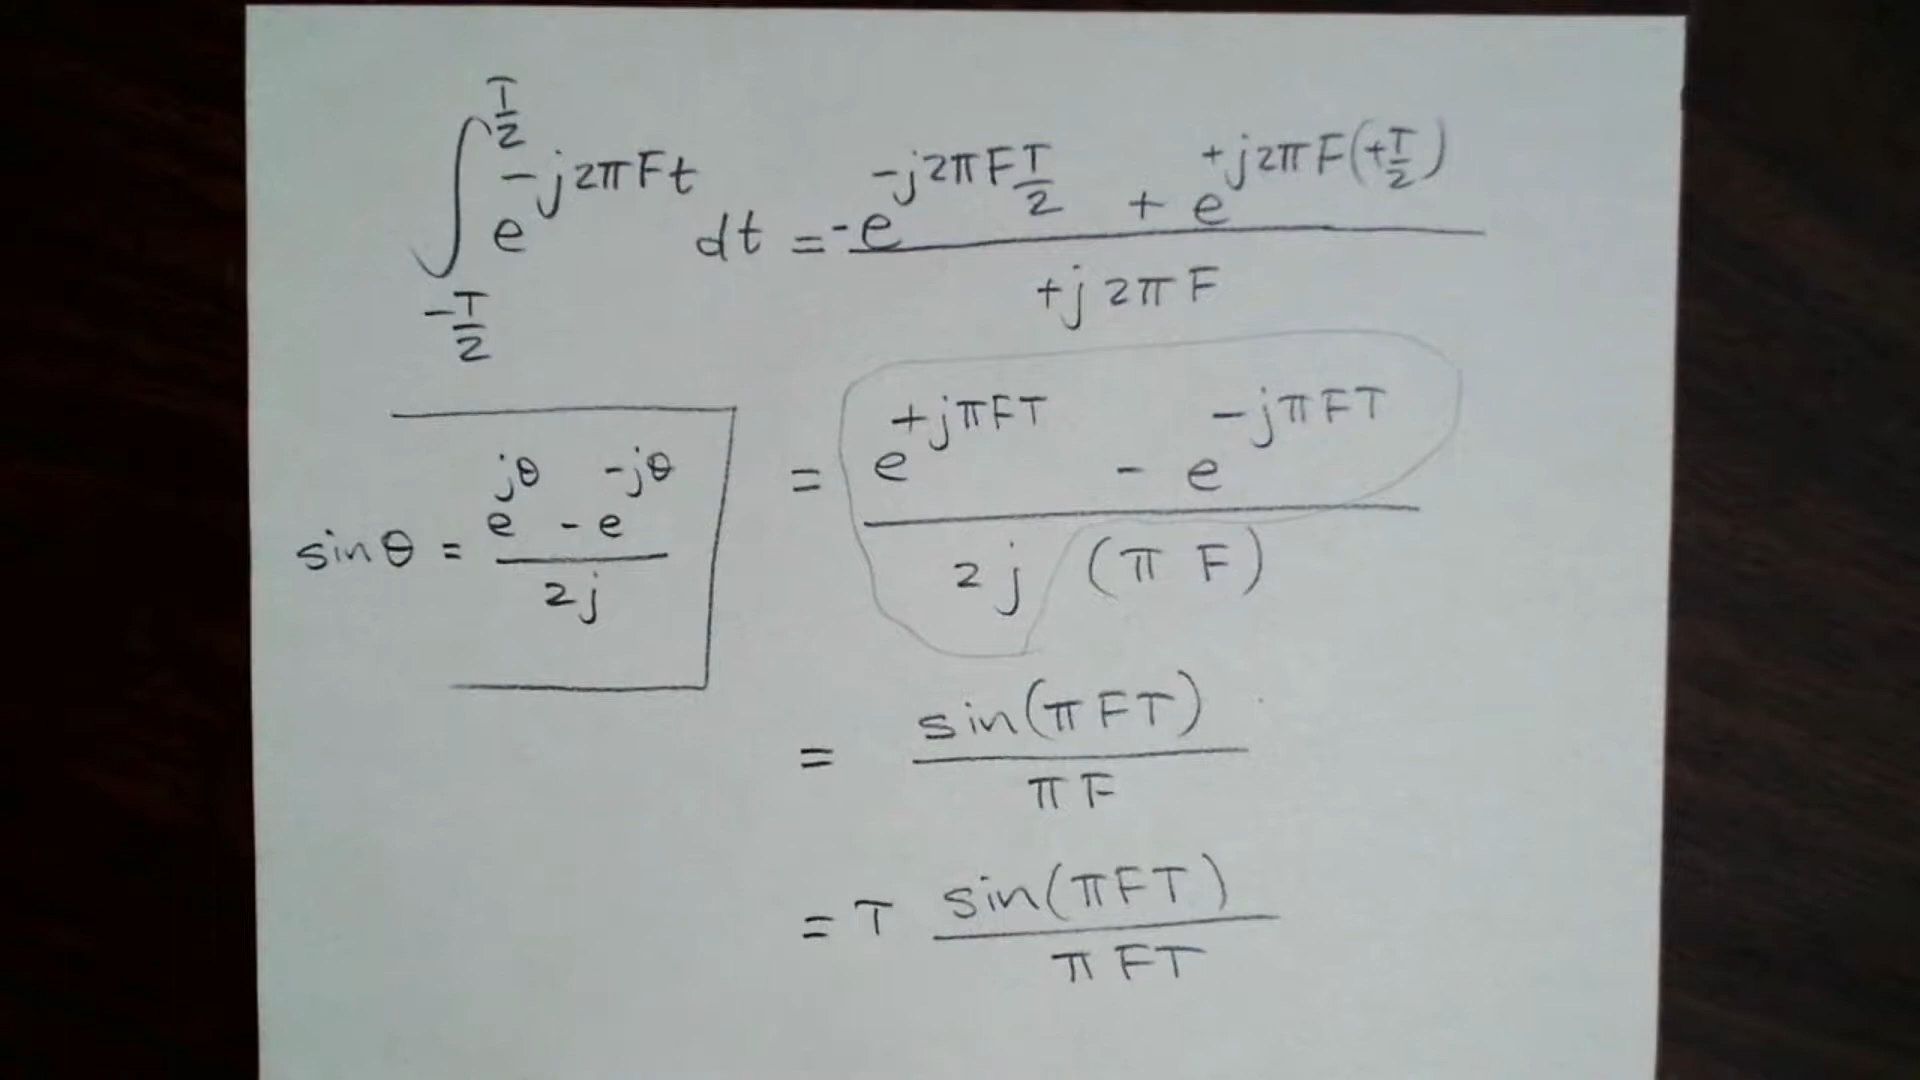 ∫_{-T/2}^{T/2} e^{-j2πFt} dt = (-e^{-j2πF T/2} + e^{+j2πF(+T/2)}) / (+j2πF)
= (e^{+jπFT} - e^{-jπFT}) / (2j (πF))
sinθ = (e^{jθ} - e^{-jθ}) / (2j)
= sin(πFT) / (πF)
= T sin(πFT) / (πFT)